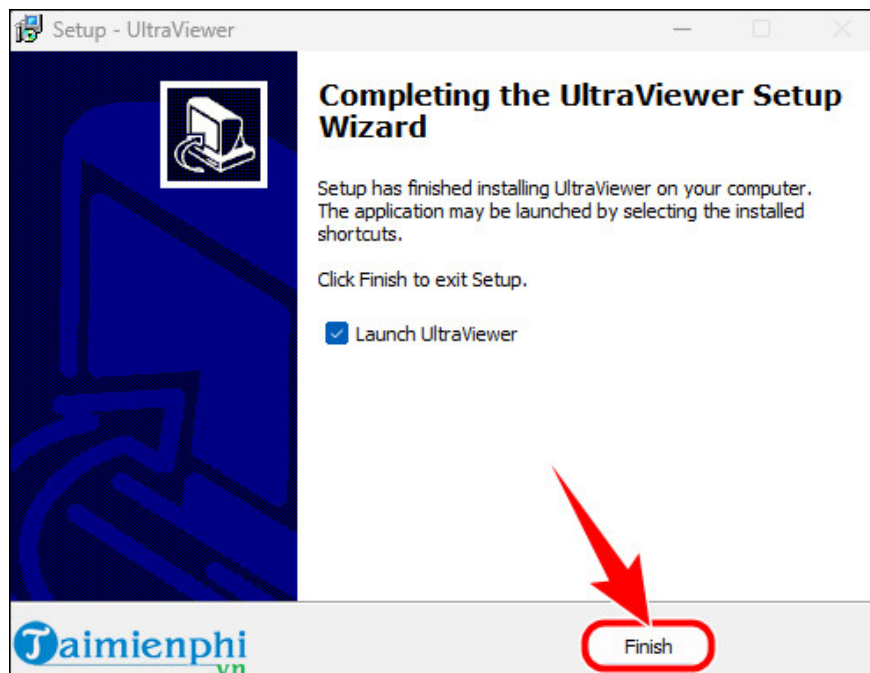 Setup - UltraViewer
Completing the UltraViewer Setup
Wizard
Setup has finished installing UltraViewer on your computer.
The application may be launched by selecting the installed
shortcuts.
Click Finish to exit Setup.
Launch UltraViewer
Finish
Taimienphi
vn